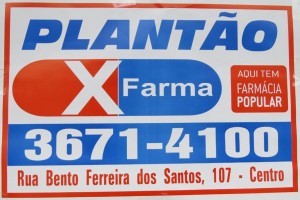 PLANTÃO
X Farma
AQUI TEM
FARMÁCIA
POPULAR
3671-4100
Rua Bento Ferreira dos Santos, 107 - Centro